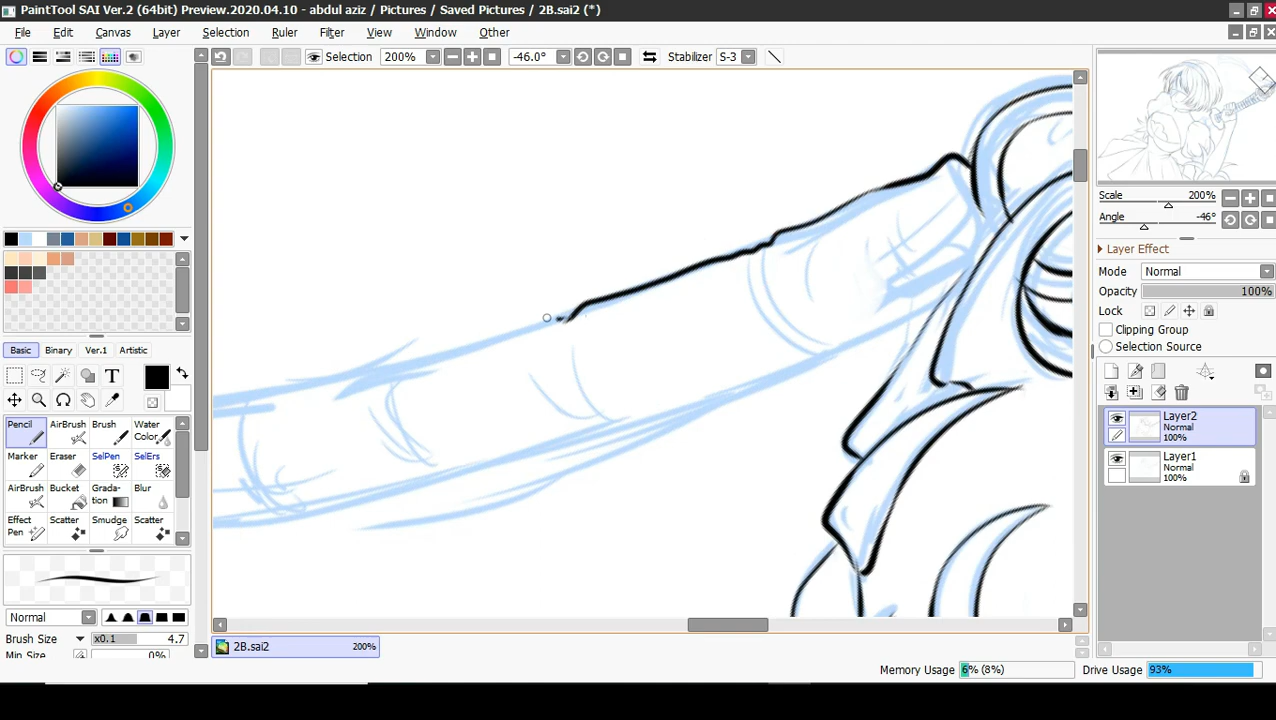 PaintTool SAI Ver.2 (64bit) Preview.2020.04.10 - abdul aziz / Pictures / Saved Pictures / 2B.sai2 (*)
File Edit Canvas Layer Selection Ruler Filter View Window Other
Selection 200% -46.0° Stabilizer S-3
Scale 200%
Angle -46°
Layer Effect
Mode Normal
Opacity 100%
Lock
Clipping Group
Selection Source
Basic Binary Ver.1 Artistic
T
Pencil AirBrush Brush Water Color
Marker Eraser SelPen SelErs
AirBrush Bucket Grada-tion Blur
Effect Pen Scatter Smudge Scatter
Normal
Brush Size x0.1 4.7
Min Size 0%
Layer2
Normal
100%
Layer1
Normal
100%
2B.sai2 200%
Memory Usage 6% (8%) Drive Usage 93%